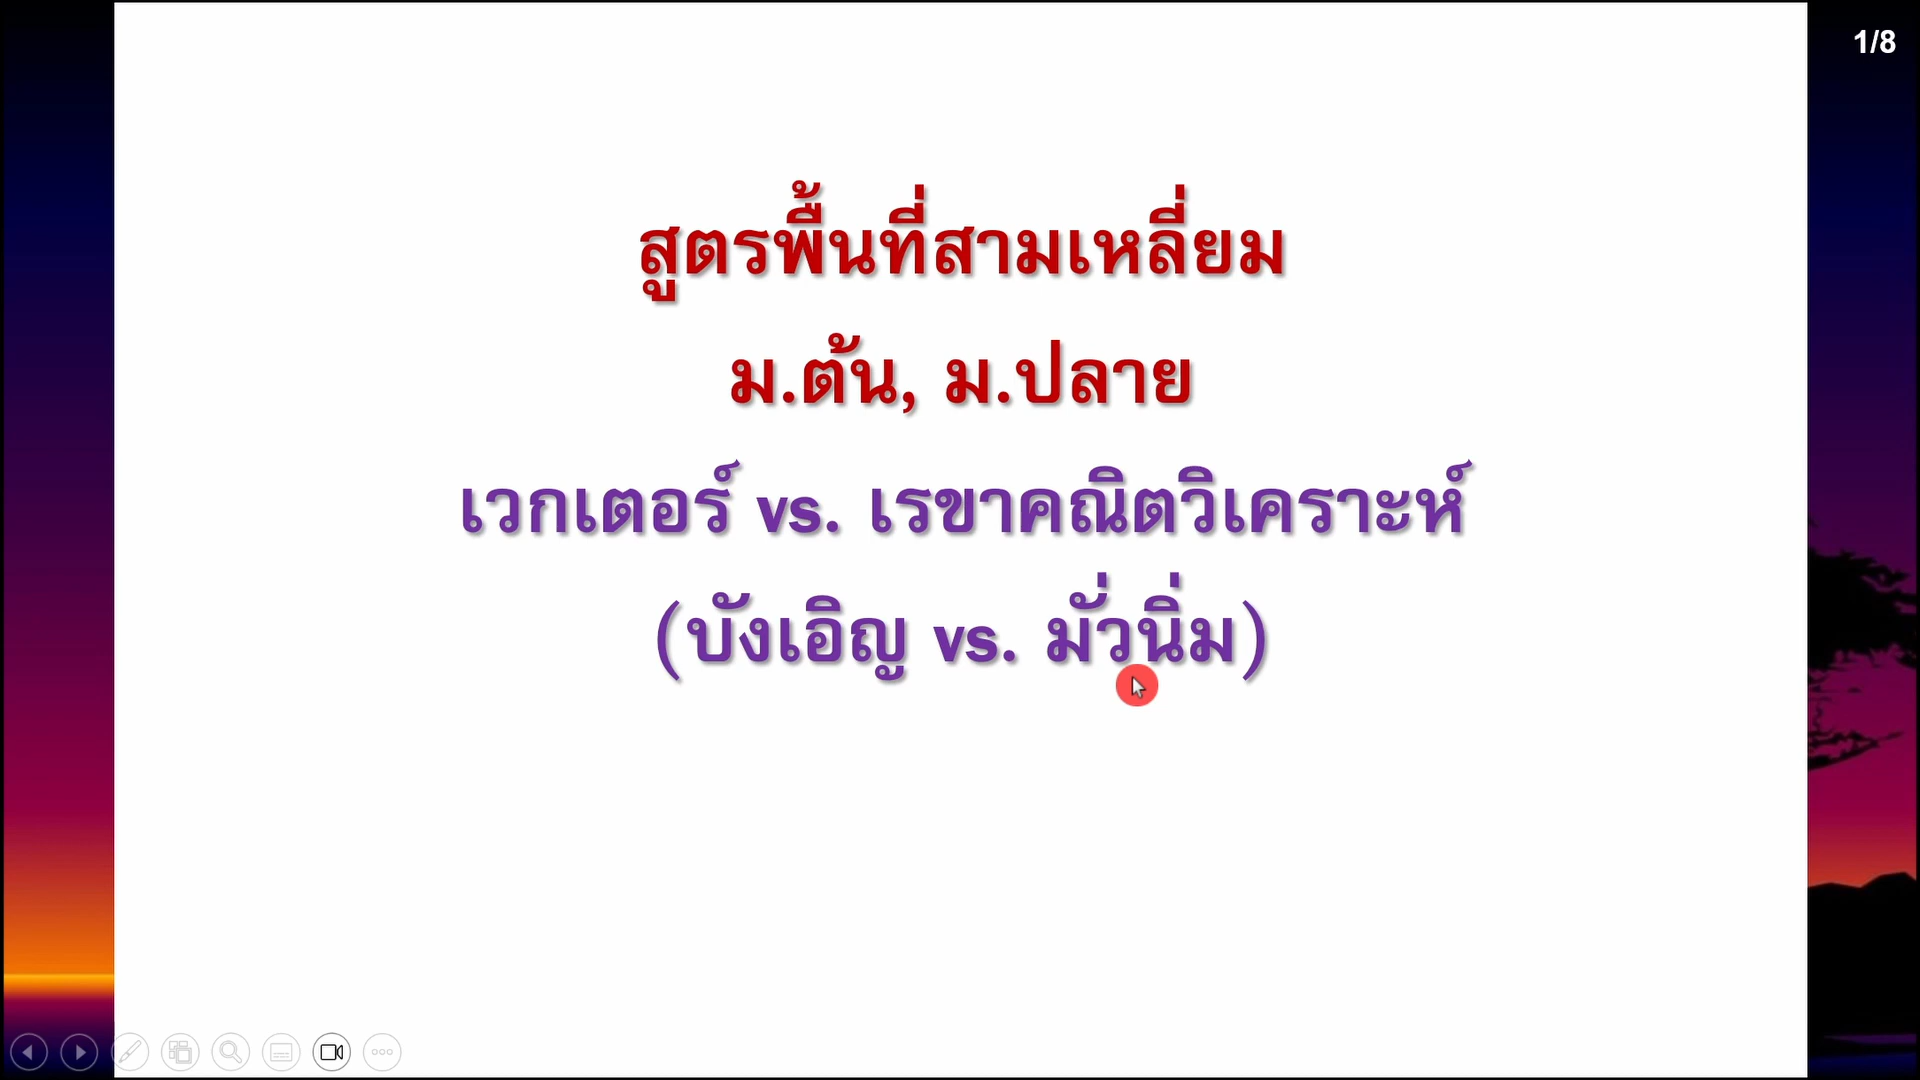 1/8
สูตรพื้นที่สามเหลี่ยม
ม.ต้น, ม.ปลาย
เวกเตอร์ vs. เรขาคณิตวิเคราะห์
(บังเอิญ vs. มั่วนิ่ม)